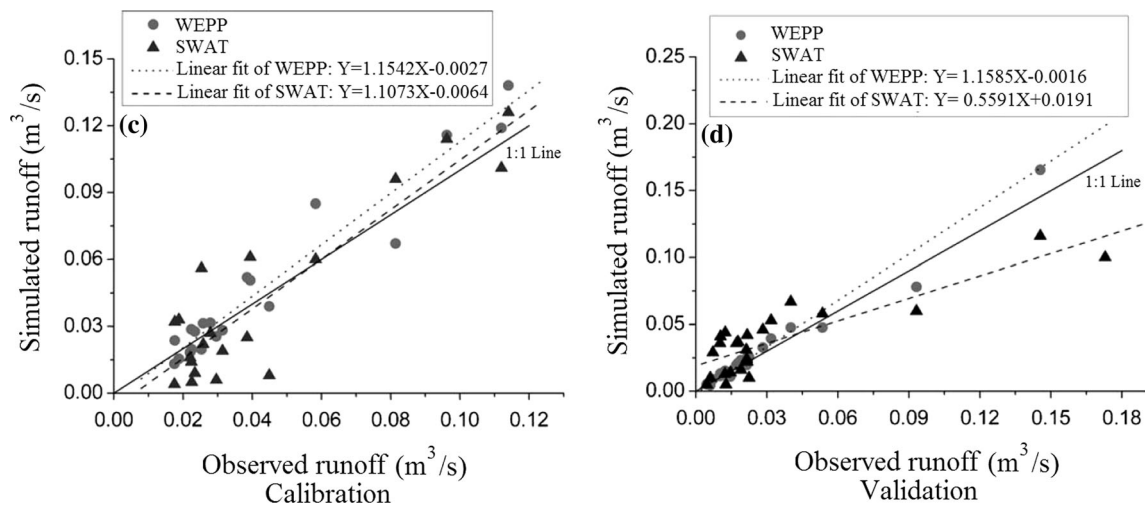 WEPP
SWAT
Linear fit of WEPP: Y=1.1542X-0.0027
Linear fit of SWAT: Y=1.1073X-0.0064
(c)
1:1 Line
0.15
0.12
0.09
0.06
0.03
0.00
Simulated runoff (m³/s)
0.00 0.02 0.04 0.06 0.08 0.10 0.12
Observed runoff (m³/s)
Calibration
WEPP
SWAT
Linear fit of WEPP: Y= 1.1585X-0.0016
Linear fit of SWAT: Y= 0.5591X+0.0191
(d)
1:1 Line
0.25
0.20
0.15
0.10
0.05
0.00
Simulated runoff (m³/s)
0.00 0.03 0.06 0.09 0.12 0.15 0.18
Observed runoff (m³/s)
Validation